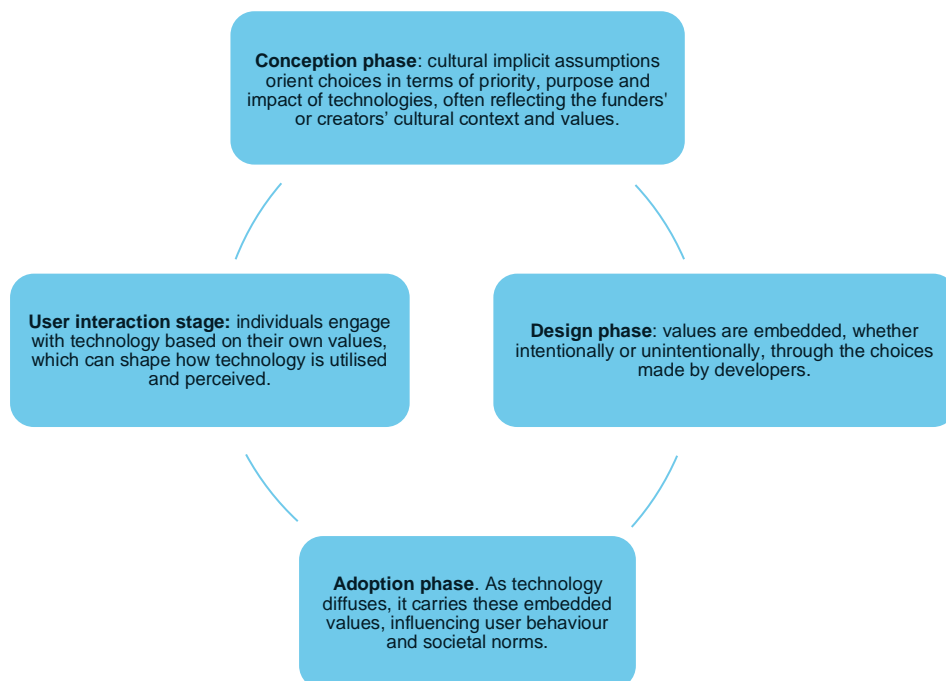 Conception phase: cultural implicit assumptions
orient choices in terms of priority, purpose and
impact of technologies, often reflecting the funders'
or creators' cultural context and values.
User interaction stage: individuals engage
with technology based on their own values,
which can shape how technology is utilised
and perceived.
Design phase: values are embedded, whether
intentionally or unintentionally, through the choices
made by developers.
Adoption phase. As technology
diffuses, it carries these embedded
values, influencing user behaviour
and societal norms.